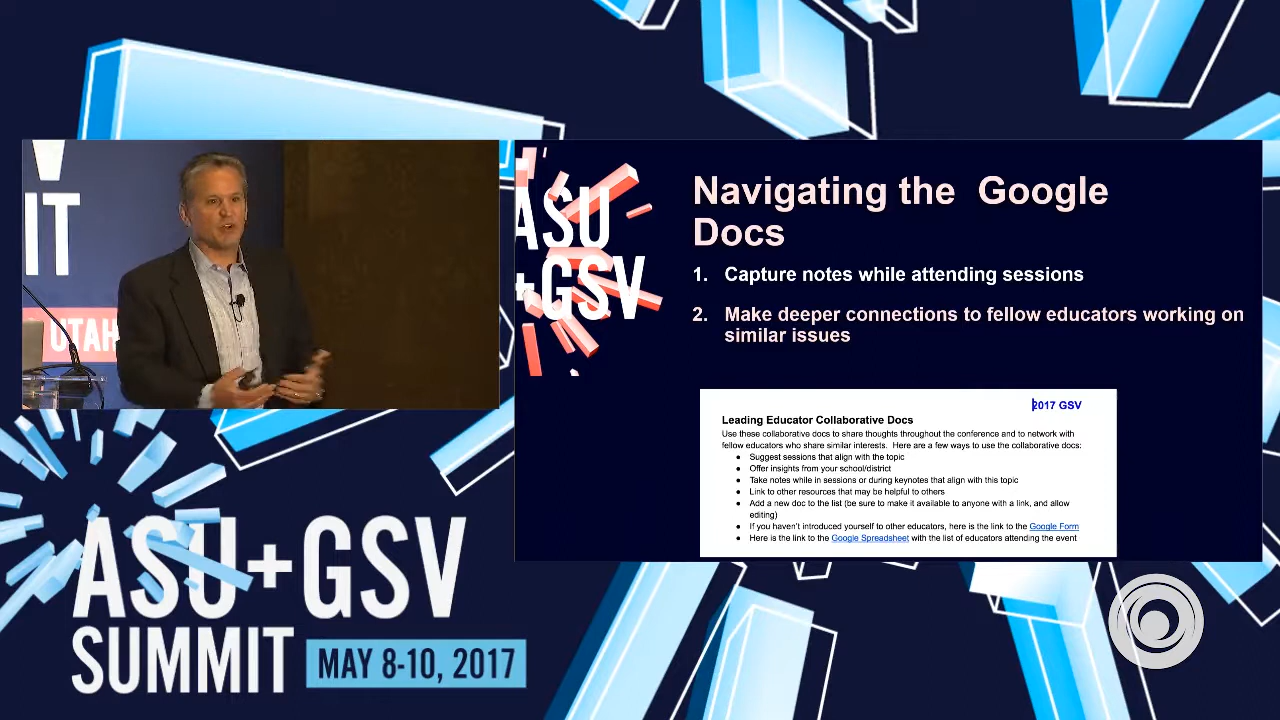 IT
UTAH
ASU
+GSV
Navigating the  Google
Docs
1. Capture notes while attending sessions
2. Make deeper connections to fellow educators working on
similar issues
2017 GSV
Leading Educator Collaborative Docs
Use these collaborative docs to share thoughts throughout the conference and to network with
fellow educators who share similar interests.  Here are a few ways to use the collaborative docs:
● Suggest sessions that align with the topic
● Offer insights from your school/district
● Take notes while in sessions or during keynotes that align with this topic
● Link to other resources that may be helpful to others
● Add a new doc to the list (be sure to make it available to anyone with a link, and allow
editing)
● If you haven't introduced yourself to other educators, here is the link to the Google Form
● Here is the link to the Google Spreadsheet with the list of educators attending the event
ASU+GSV
SUMMIT MAY 8-10, 2017